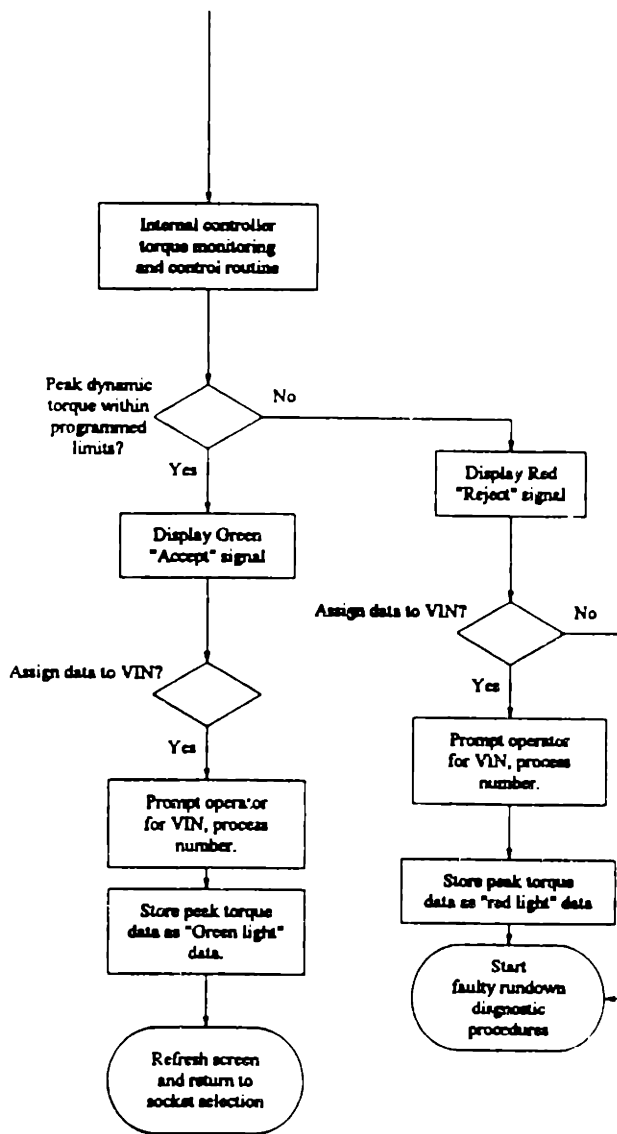 Internal controller
torque monitoring
and control routine
Peak dynamic
torque within
programmed
limits?
No
Yes
Display Red
"Reject" signal
Display Green
"Accept" signal
Assign data to VIN?
No
Yes
Assign data to VIN?
Yes
Prompt operator
for VIN, process
number.
Prompt operator
for VIN, process
number.
Store peak torque
data as "red light" data
Store peak torque
data as "Green light"
data.
Start
faulty rundown
diagnostic
procedures
Refresh screen
and return to
socket selection